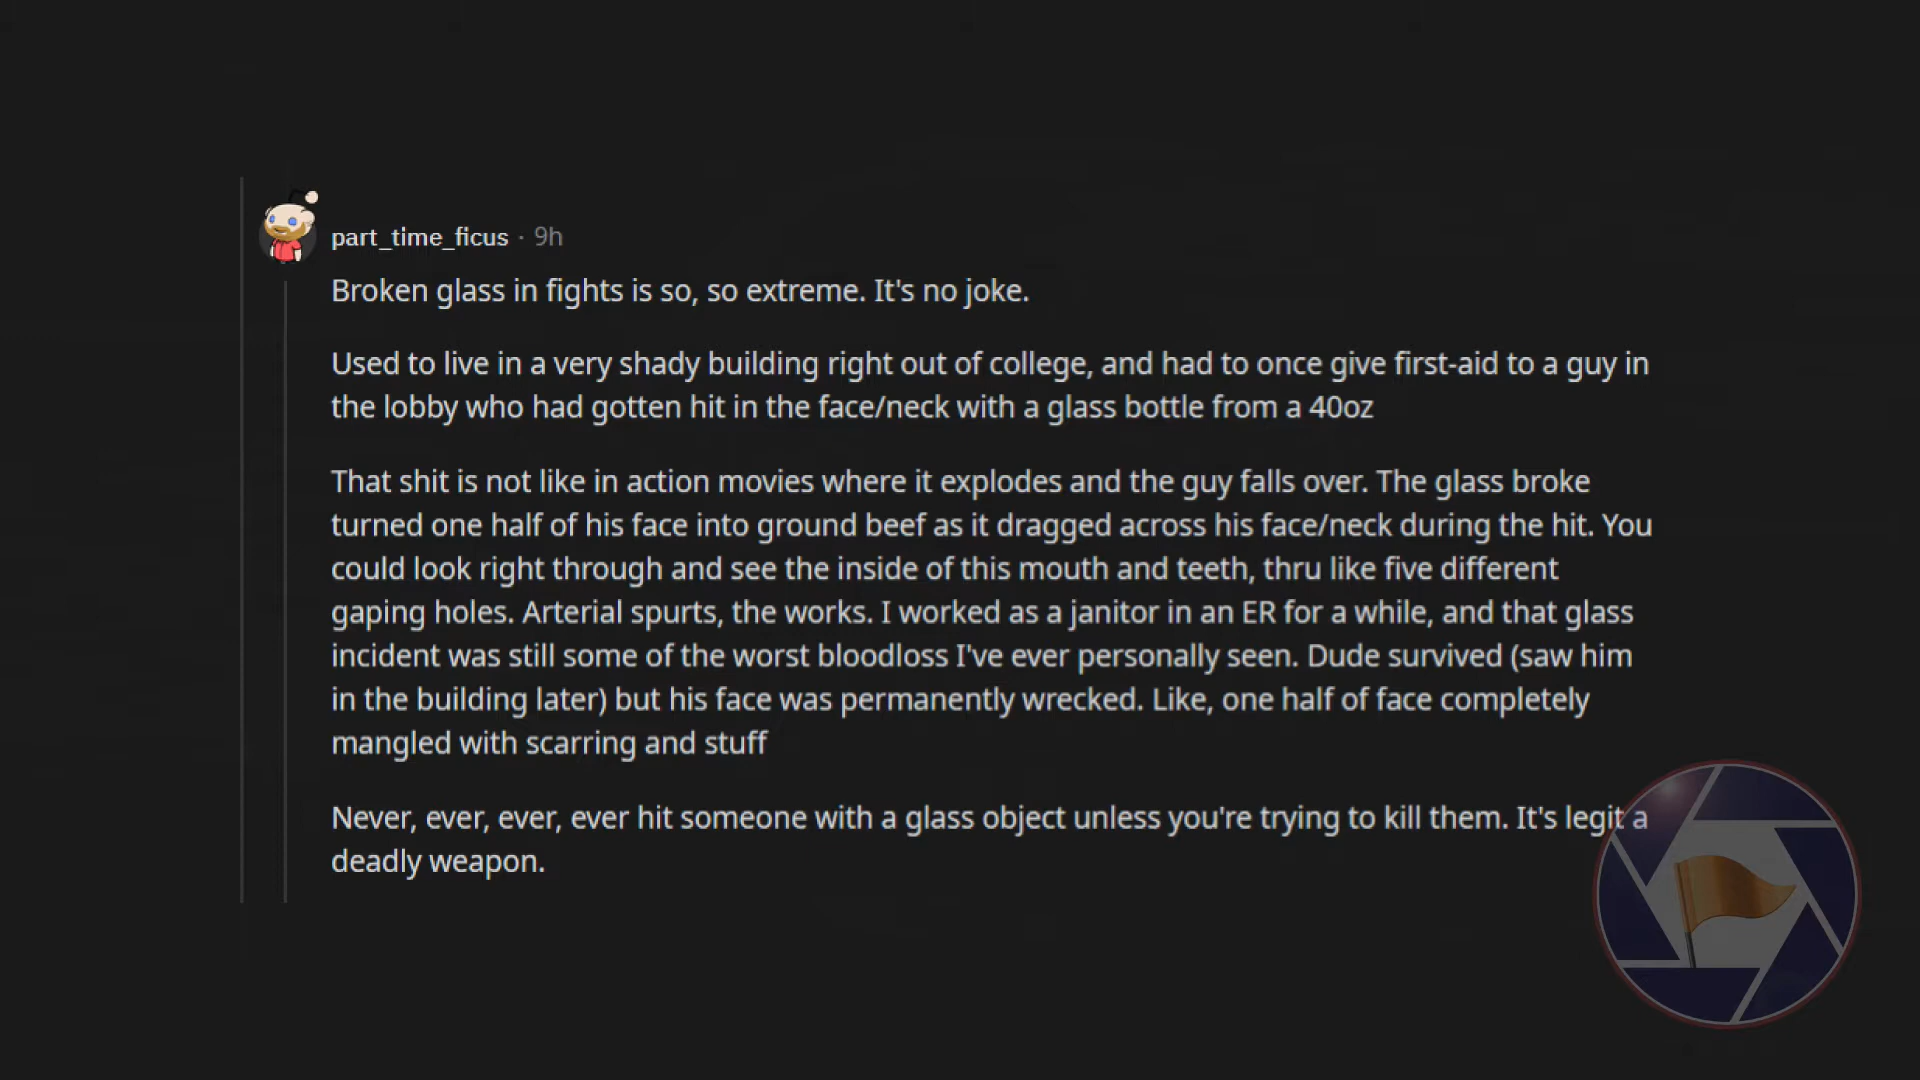 part_time_ficus · 9h
Broken glass in fights is so, so extreme. It's no joke.
Used to live in a very shady building right out of college, and had to once give first-aid to a guy in
the lobby who had gotten hit in the face/neck with a glass bottle from a 40oz
That shit is not like in action movies where it explodes and the guy falls over. The glass broke
turned one half of his face into ground beef as it dragged across his face/neck during the hit. You
could look right through and see the inside of this mouth and teeth, thru like five different
gaping holes. Arterial spurts, the works. I worked as a janitor in an ER for a while, and that glass
incident was still some of the worst bloodloss I've ever personally seen. Dude survived (saw him
in the building later) but his face was permanently wrecked. Like, one half of face completely
mangled with scarring and stuff
Never, ever, ever, ever hit someone with a glass object unless you're trying to kill them. It's legit a
deadly weapon.